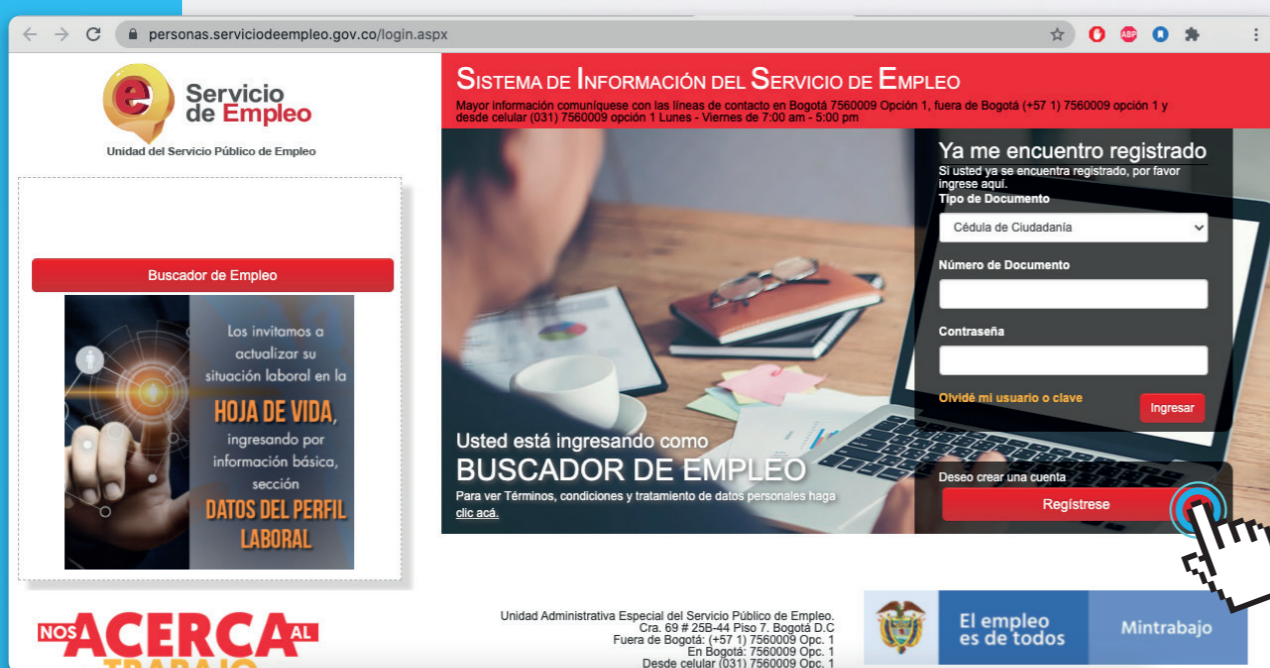 personas.serviciodeempleo.gov.co/login.aspx
ABP
e
Servicio
de Empleo
Unidad del Servicio Público de Empleo
SISTEMA DE INFORMACIÓN DEL SERVICIO DE EMPLEO
Mayor información comuníquese con las líneas de contacto en Bogotá 7560009 Opción 1, fuera de Bogotá (+57 1) 7560009 opción 1 y
desde celular (031) 7560009 opción 1 Lunes - Viernes de 7:00 am - 5:00 pm
Buscador de Empleo
Los invitamos a
actualizar su
situación laboral en la
HOJA DE VIDA,
ingresando por
información básica,
sección
DATOS DEL PERFIL
LABORAL
Usted está ingresando como
BUSCADOR DE EMPLEO
Para ver Términos, condiciones y tratamiento de datos personales haga
clic acá.
Ya me encuentro registrado
Si usted ya se encuentra registrado, por favor
ingrese aquí.
Tipo de Documento
Cédula de Ciudadanía
Número de Documento
Contraseña
Olvidé mi usuario o clave
Ingresar
Deseo crear una cuenta
Regístrese
NOS ACERCA AL
TRABAJO
Unidad Administrativa Especial del Servicio Público de Empleo.
Cra. 69 # 25B-44 Piso 7. Bogotá D.C
Fuera de Bogotá: (+57 1) 7560009 Opc. 1
En Bogotá: 7560009 Opc. 1
Desde celular (031) 7560009 Opc. 1
El empleo
es de todos
Mintrabajo